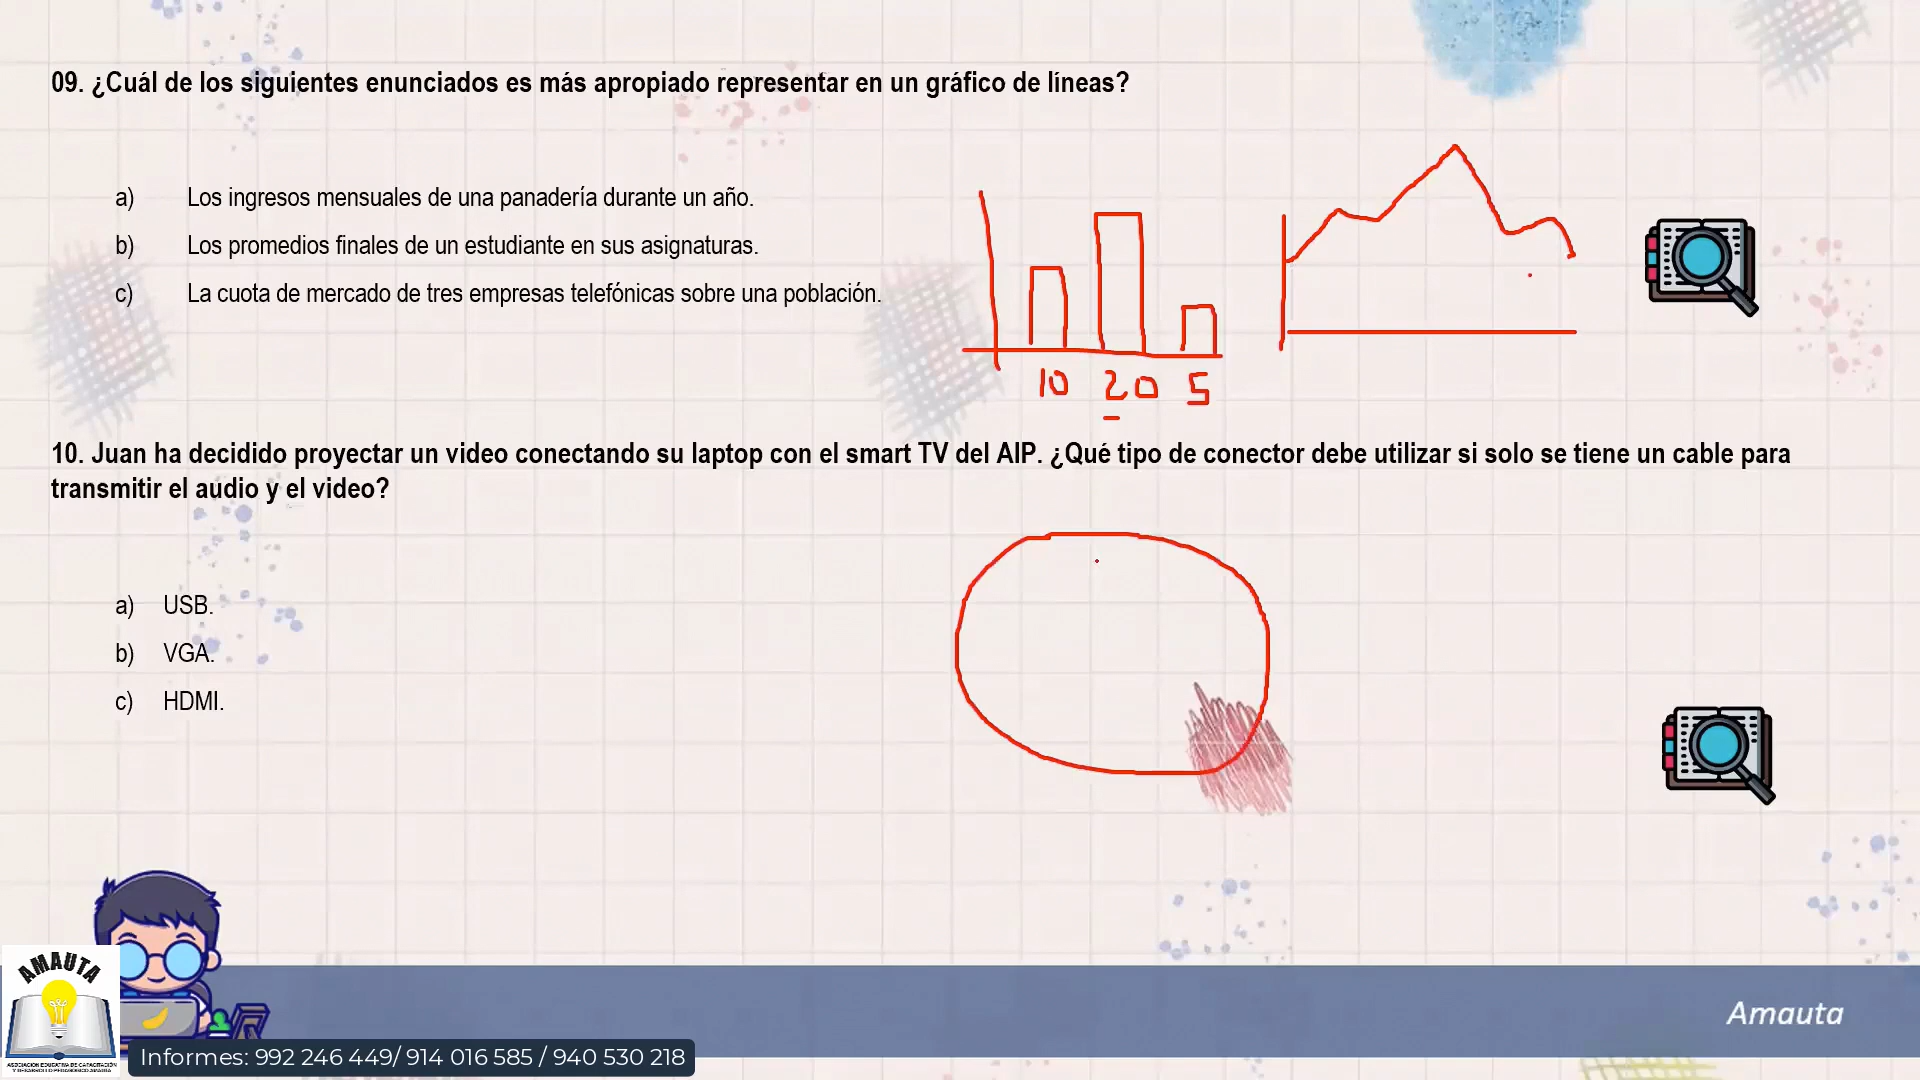 09. ¿Cuál de los siguientes enunciados es más apropiado representar en un gráfico de líneas?
a) Los ingresos mensuales de una panadería durante un año.
b) Los promedios finales de un estudiante en sus asignaturas.
c) La cuota de mercado de tres empresas telefónicas sobre una población.
10 20 5
10. Juan ha decidido proyectar un video conectando su laptop con el smart TV del AIP. ¿Qué tipo de conector debe utilizar si solo se tiene un cable para
transmitir el audio y el video?
a) USB.
b) VGA.
c) HDMI.
AMAUTA
ASOCIACION EDUCATIVA DE CAPACITACIÓN
Amauta
Informes: 992 246 449/ 914 016 585 / 940 530 218